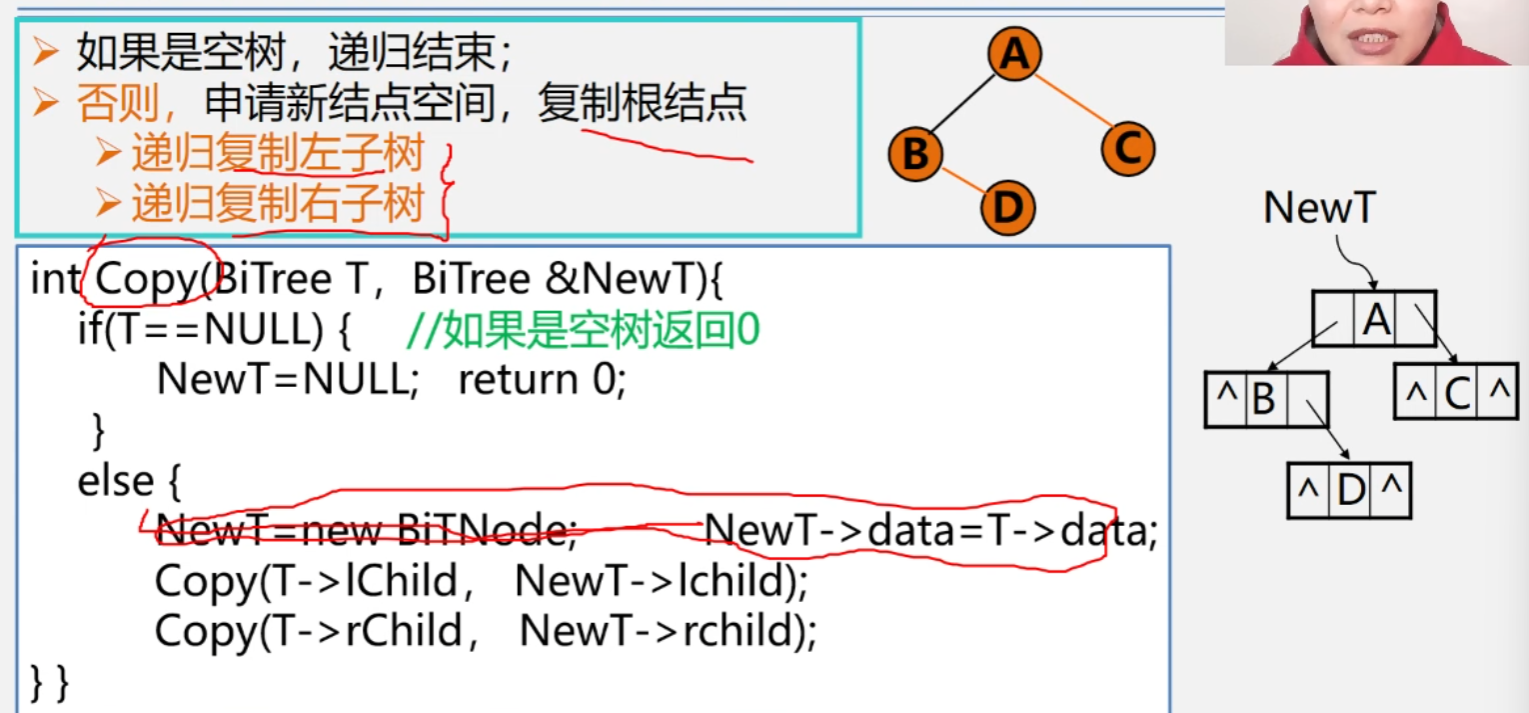 如果是空树，递归结束；
否则，申请新结点空间，复制根结点
递归复制左子树
递归复制右子树
int Copy(BiTree T，BiTree &NewT){
if(T==NULL) { //如果是空树返回0
NewT=NULL; return 0;
}
else {
NewT=new BiTNode; NewT->data=T->data;
Copy(T->lChild， NewT->lchild);
Copy(T->rChild， NewT->rchild);
} }
A
B
C
D
NewT
A
^ B
^ C ^
^ D ^